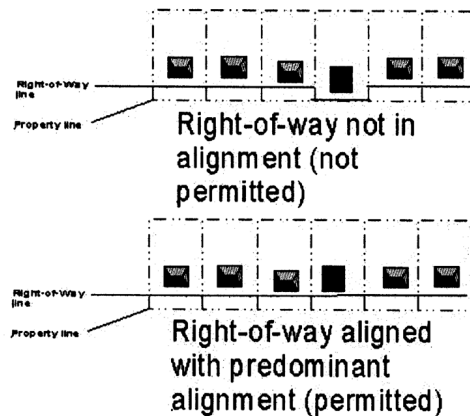 Right-of-Way
line
Property line
Right-of-way not in
alignment (not
permitted)
Right-of-Way
line
Property line
Right-of-way aligned
with predominant
alignment (permitted)